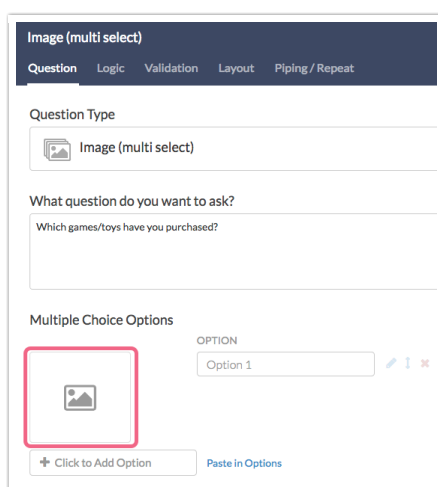 Image (multi select)
Question Logic Validation Layout Piping / Repeat
Question Type
Image (multi select)
What question do you want to ask?
Which games/toys have you purchased?
Multiple Choice Options
OPTION
Option 1
+ Click to Add Option Paste in Options